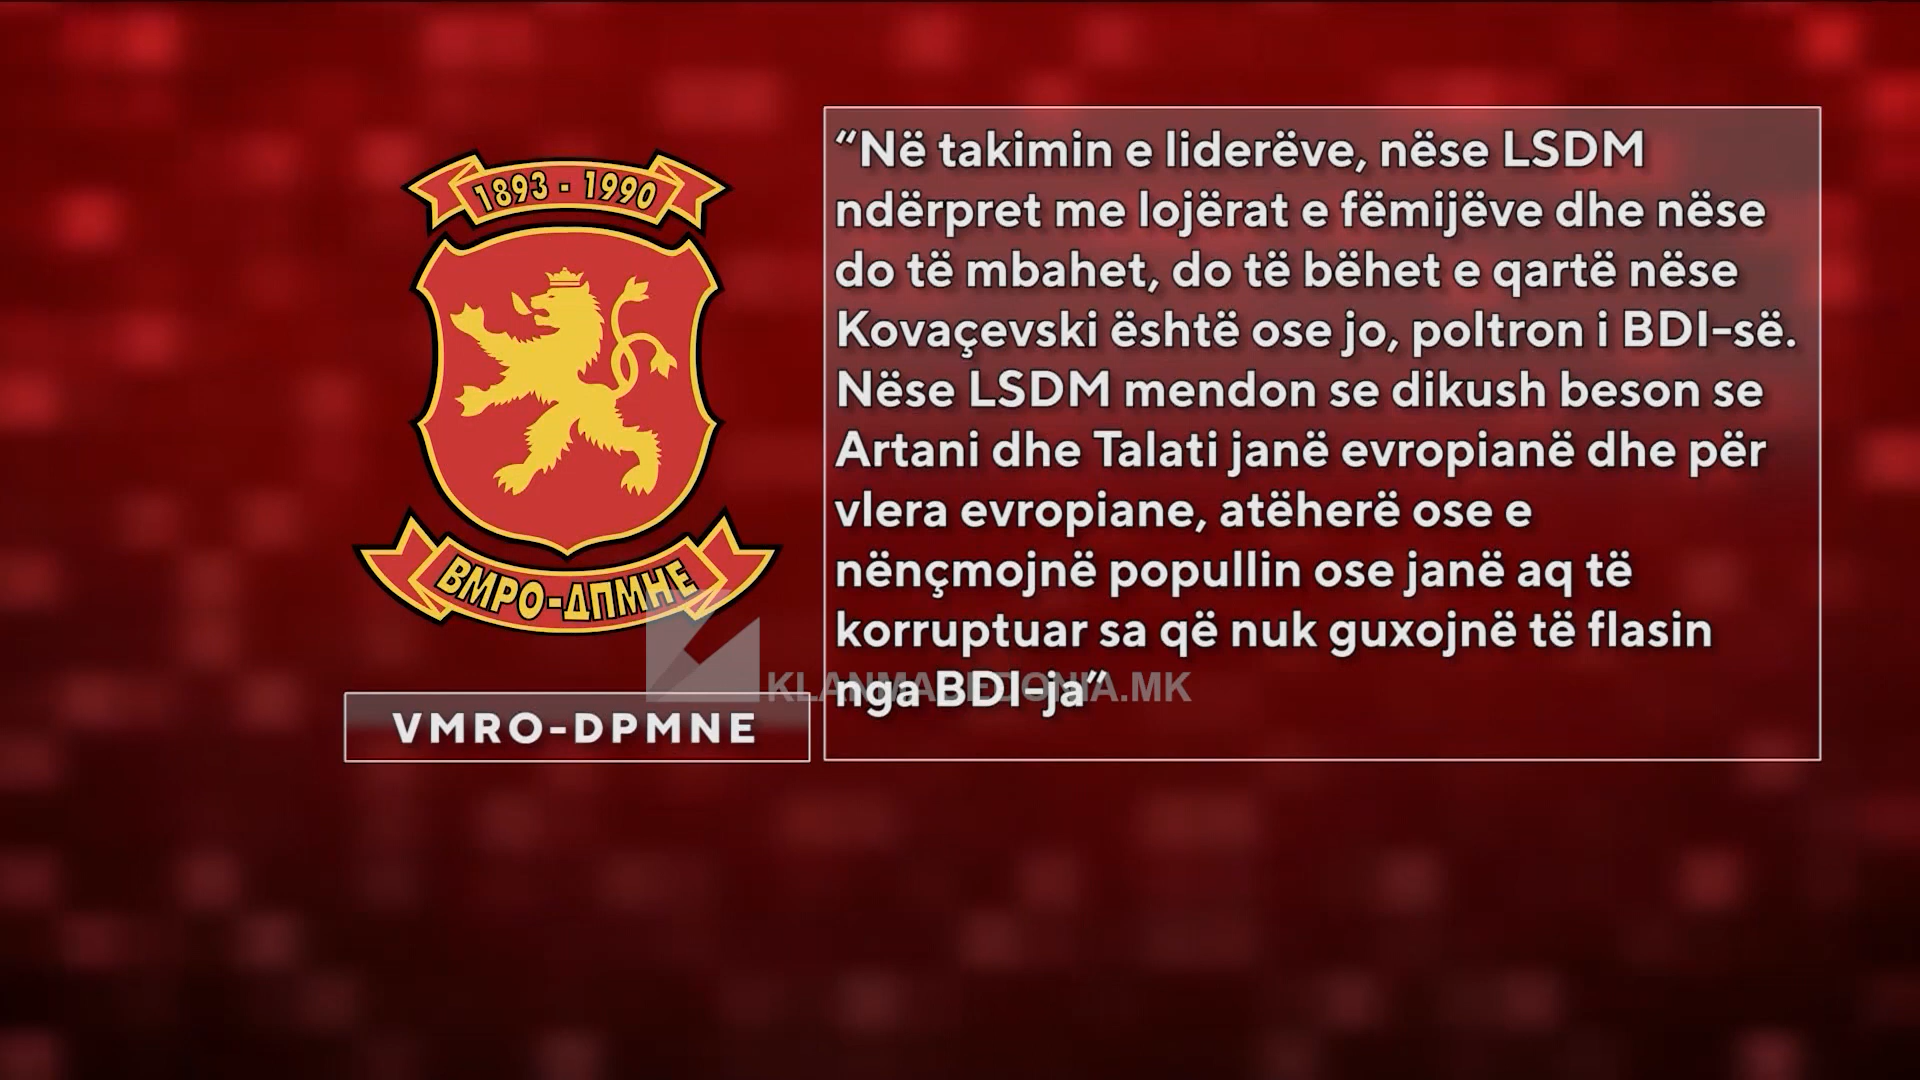 1893 - 1990
ВМРО-ДПМНЕ
VMRO-DPMNE
“Në takimin e liderëve, nëse LSDM
ndërpret me lojërat e fëmijëve dhe nëse
do të mbahet, do të bëhet e qartë nëse
Kovaçevski është ose jo, poltron i BDI-së.
Nëse LSDM mendon se dikush beson se
Artani dhe Talati janë evropianë dhe për
vlera evropiane, atëherë ose e
nënçmojnë popullin ose janë aq të
korruptuar sa që nuk guxojnë të flasin
nga BDI-ja”
KLANMACEDONIA.MK